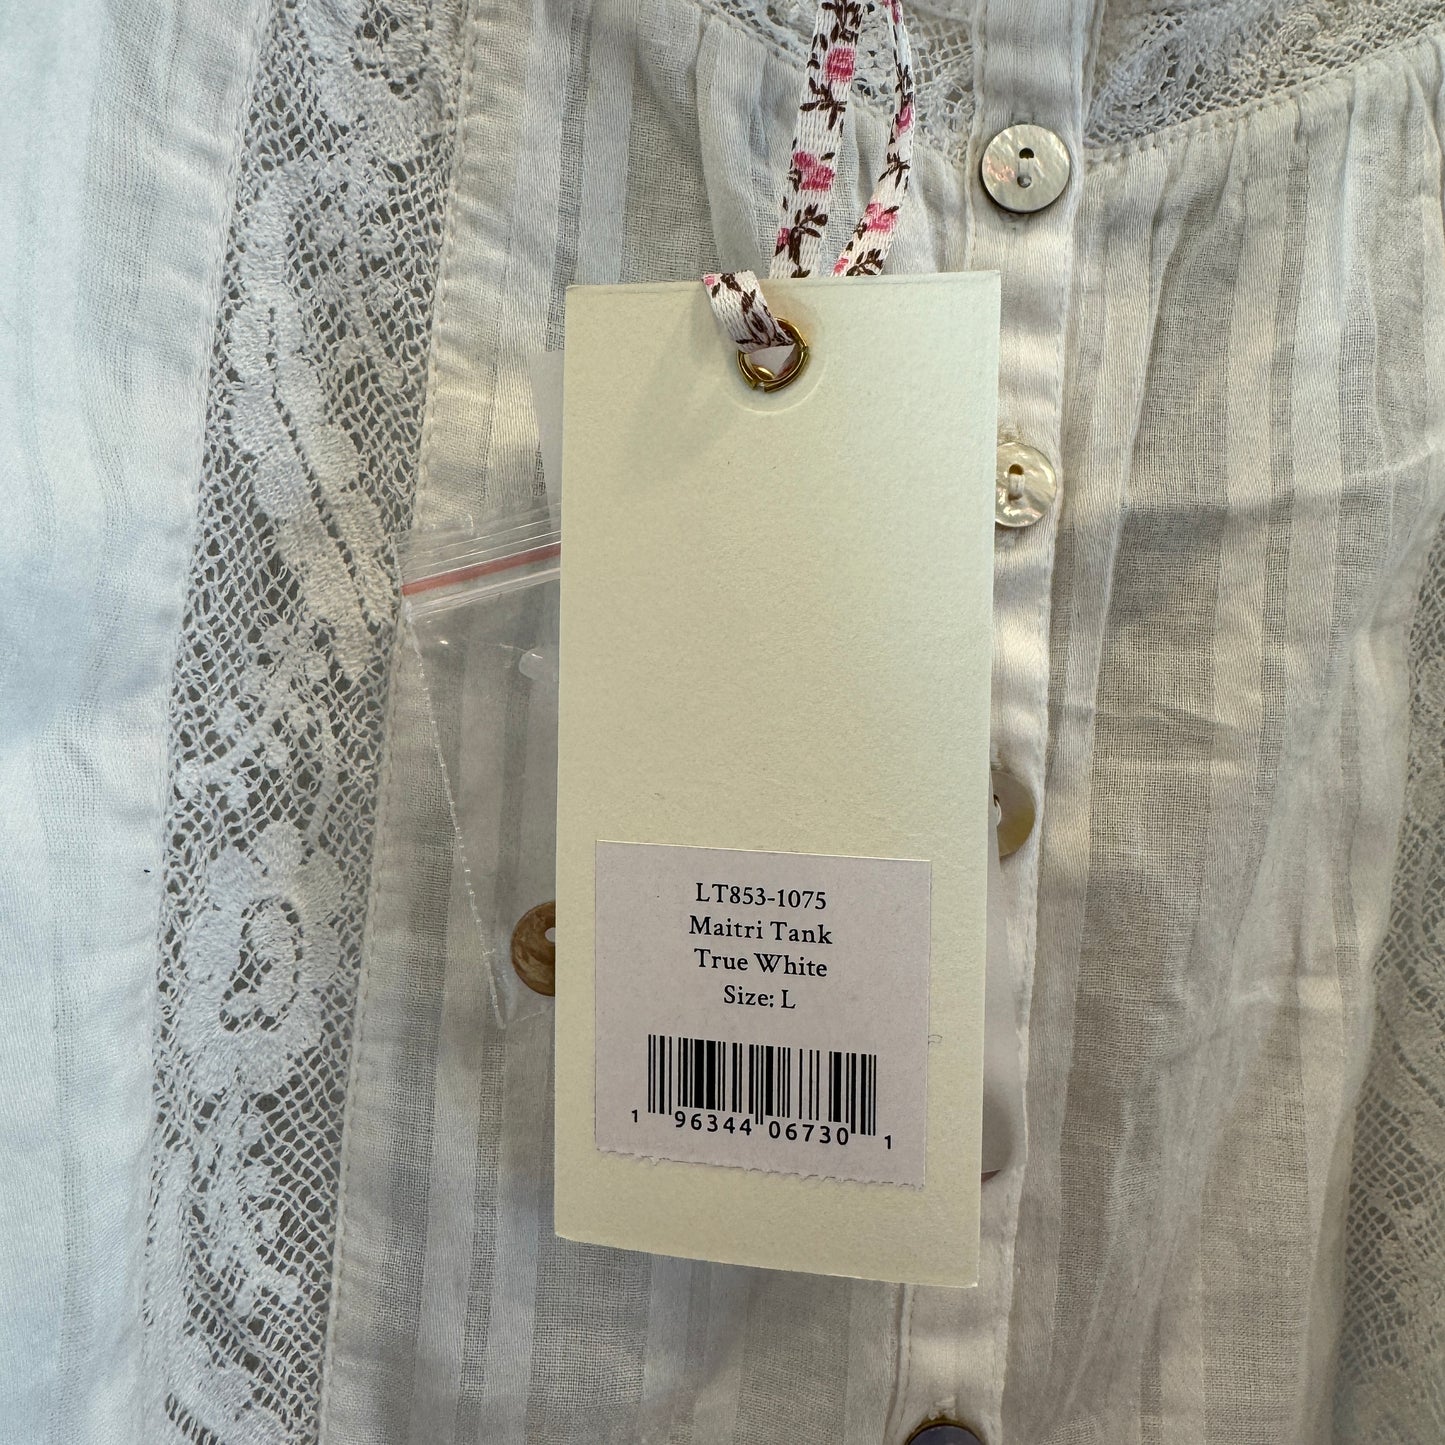 LT853-1075
Maitri Tank
True White
Size: L
1 96344 06730 1